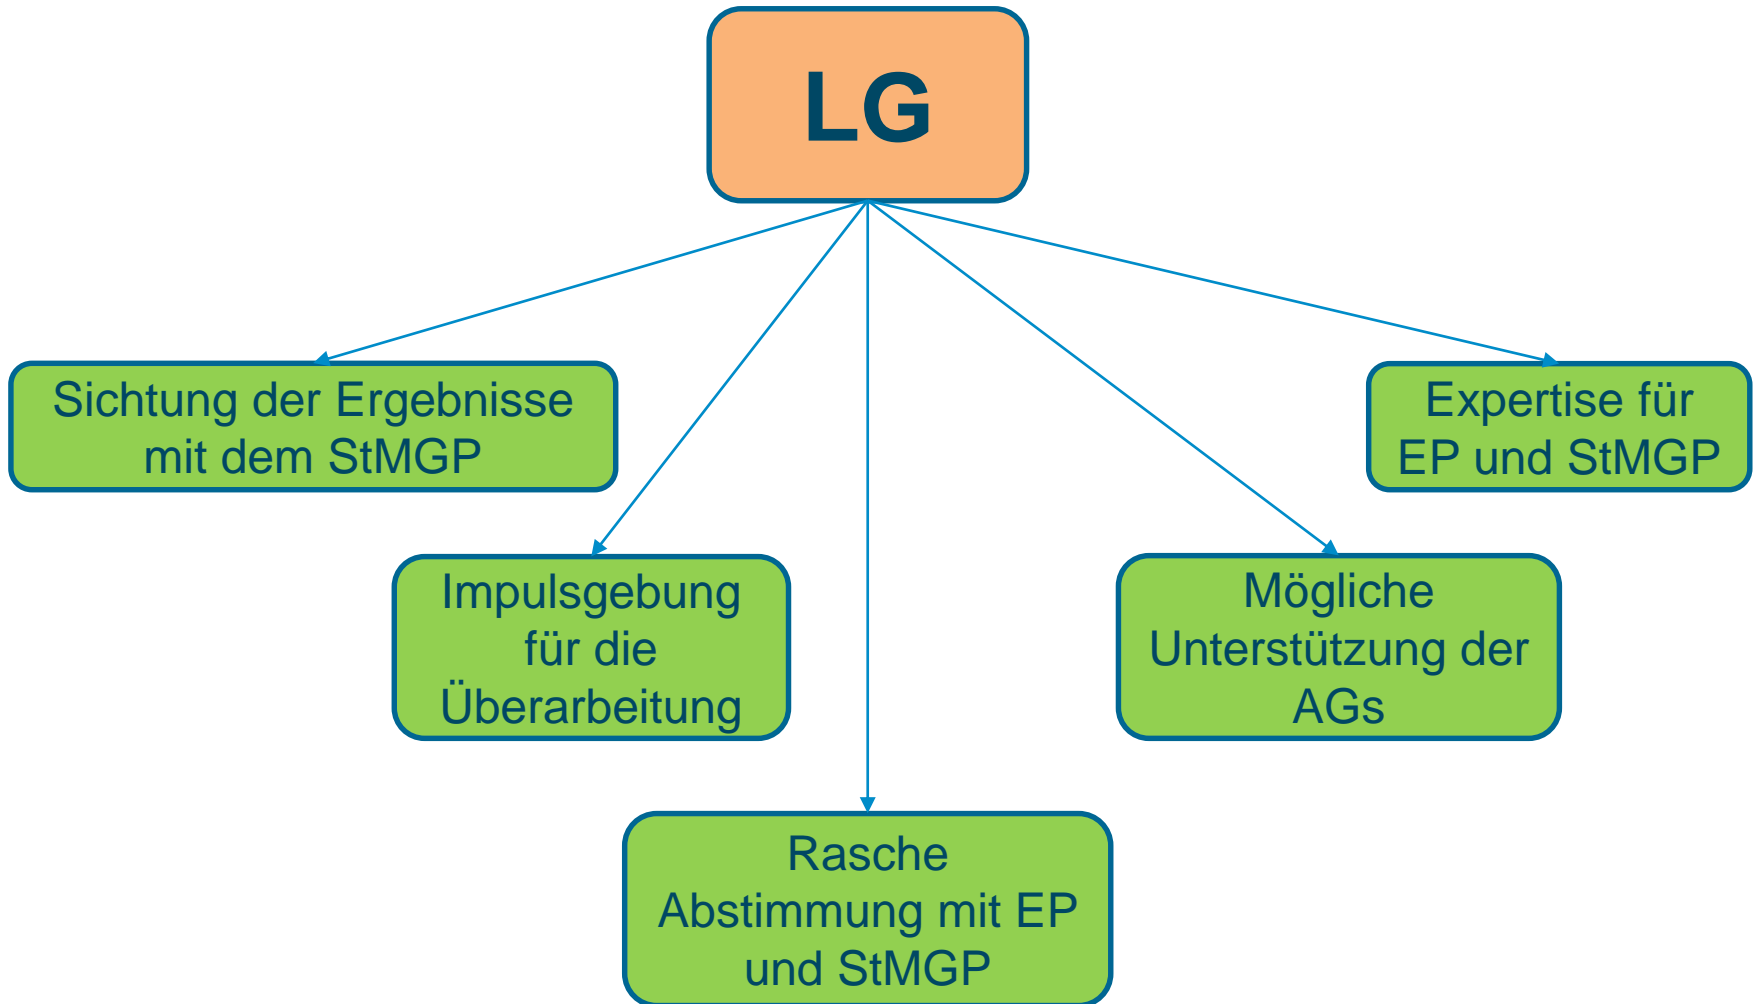 LG
Sichtung der Ergebnisse
mit dem StMGP
Expertise für
EP und StMGP
Impulsgebung
für die
Überarbeitung
Mögliche
Unterstützung der
AGs
Rasche
Abstimmung mit EP
und StMGP